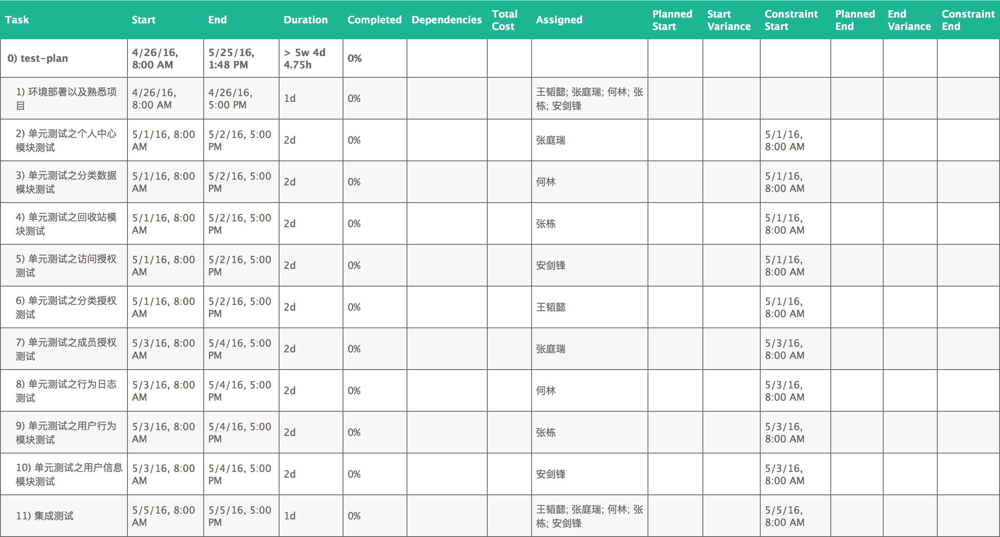 Task Start End Duration Completed Dependencies Total Cost Assigned Planned Start Start Variance Constraint Start Planned End End Variance Constraint End
0) test-plan 4/26/16, 8:00 AM 5/25/16, 1:48 PM > 5w 4d 4.75h 0%
1) 环境部署以及熟悉项目 4/26/16, 8:00 AM 4/26/16, 5:00 PM 1d 0% 王韬懿; 张庭瑞; 何林; 张栋; 安剑锋
2) 单元测试之个人中心模块测试 5/1/16, 8:00 AM 5/2/16, 5:00 PM 2d 0% 张庭瑞 5/1/16, 8:00 AM
3) 单元测试之分类数据模块测试 5/1/16, 8:00 AM 5/2/16, 5:00 PM 2d 0% 何林 5/1/16, 8:00 AM
4) 单元测试之回收站模块测试 5/1/16, 8:00 AM 5/2/16, 5:00 PM 2d 0% 张栋 5/1/16, 8:00 AM
5) 单元测试之访问授权测试 5/1/16, 8:00 AM 5/2/16, 5:00 PM 2d 0% 安剑锋 5/1/16, 8:00 AM
6) 单元测试之分类授权测试 5/1/16, 8:00 AM 5/2/16, 5:00 PM 2d 0% 王韬懿 5/1/16, 8:00 AM
7) 单元测试之成员授权测试 5/3/16, 8:00 AM 5/4/16, 5:00 PM 2d 0% 张庭瑞 5/3/16, 8:00 AM
8) 单元测试之行为日志测试 5/3/16, 8:00 AM 5/4/16, 5:00 PM 2d 0% 何林 5/3/16, 8:00 AM
9) 单元测试之用户行为模块测试 5/3/16, 8:00 AM 5/4/16, 5:00 PM 2d 0% 张栋 5/3/16, 8:00 AM
10) 单元测试之用户信息模块测试 5/3/16, 8:00 AM 5/4/16, 5:00 PM 2d 0% 安剑锋 5/3/16, 8:00 AM
11) 集成测试 5/5/16, 8:00 AM 5/5/16, 5:00 PM 1d 0% 王韬懿; 张庭瑞; 何林; 张栋; 安剑锋 5/5/16, 8:00 AM